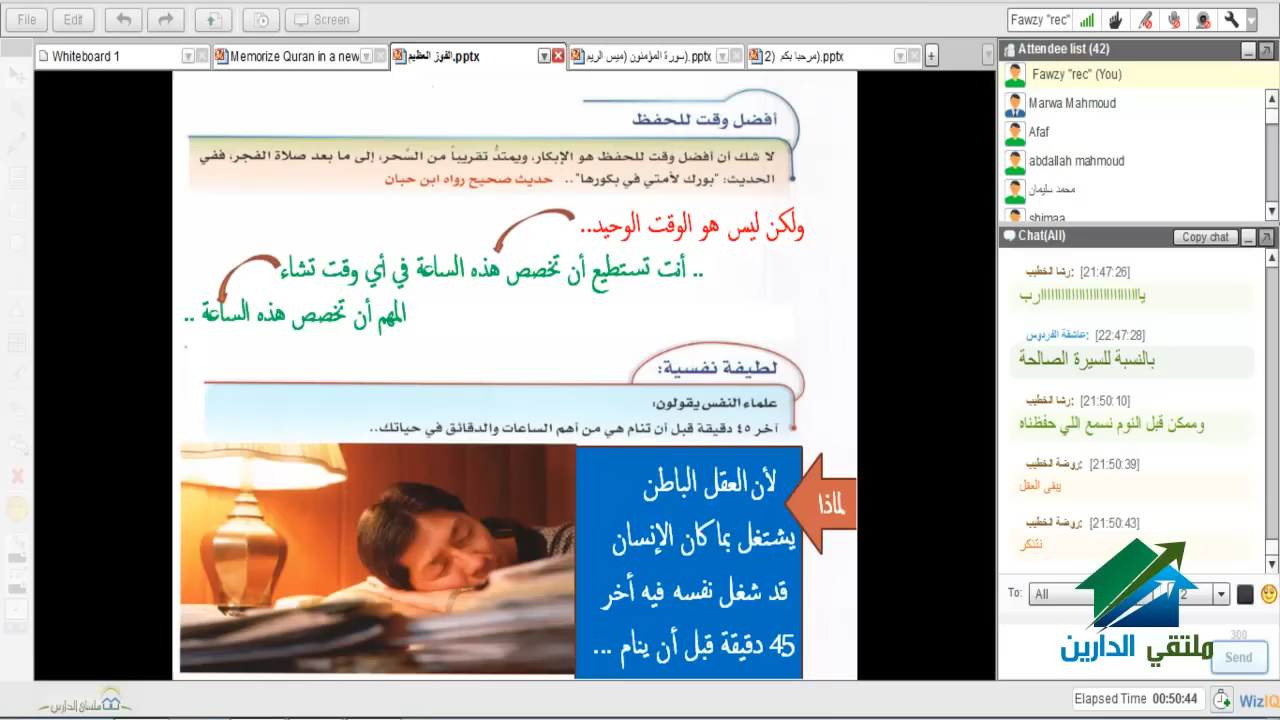 File
Edit
Screen
Fawzy "rec"
Whiteboard 1
Memorize Quran in a new
الفوز العظيم.pptx
سورة المؤمنون (ميس الريم).pptx
مرحبا بكم (2).pptx
أفضل وقت للحفظ
لا شك أن أفضل وقت للحفظ هو الإبكار، ويمتدُّ تقريباً من السَّحر، إلى ما بعد صلاة الفجر، ففي
الحديث: "بورك لأمتي في بكورها".. حديث صحيح رواه ابن حبان
ولكن ليس هو الوقت الوحيد..
.. أنت تستطيع أن تخصص هذه الساعة في أي وقت تشاء
المهم أن تخصص هذه الساعة ..
لطيفة نفسية:
علماء النفس يقولون:
آخر ٤٥ دقيقة قبل أن تنام هي من أهم الساعات والدقائق في حياتك..
لماذا
لأن العقل الباطن
يشتغل بما كان الإنسان
قد شغل نفسه فيه أخر
45 دقيقة قبل أن ينام ...
Attendee list (42)
Fawzy "rec" (You)
Marwa Mahmoud
Afaf
abdallah mahmoud
محمد سليمان
shimaa
Chat(All)
Copy chat
رشا الخطيب: [21:47:26]
يااااااااااااااااااااااااااارب
عاشقة الفردوس: [22:47:28]
بالنسبة للسيرة الصالحة
رشا الخطيب: [21:50:10]
وممكن قبل النوم نسمع اللي حفظناه
روضة الخطيب: [21:50:39]
يبقى العقل
روضة الخطيب: [21:50:43]
نتتكر
To:
All
2
ملتقي الدارين
300
Send
ملتقى الدارين
Elapsed Time 00:50:44
WizIQ